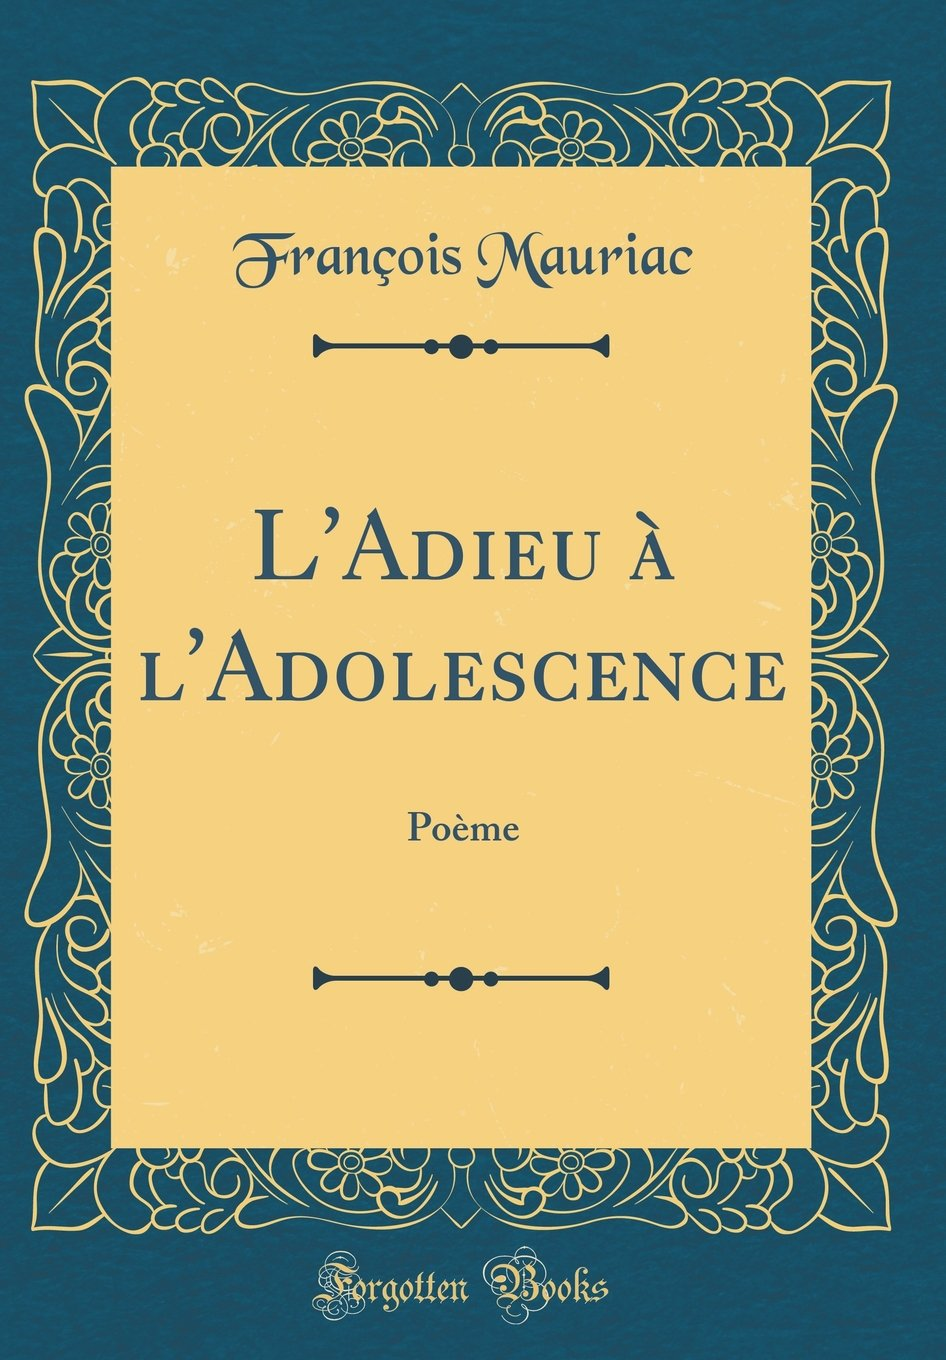 François Mauriac
L’Adieu à
l’Adolescence
Poème
Forgotten Books